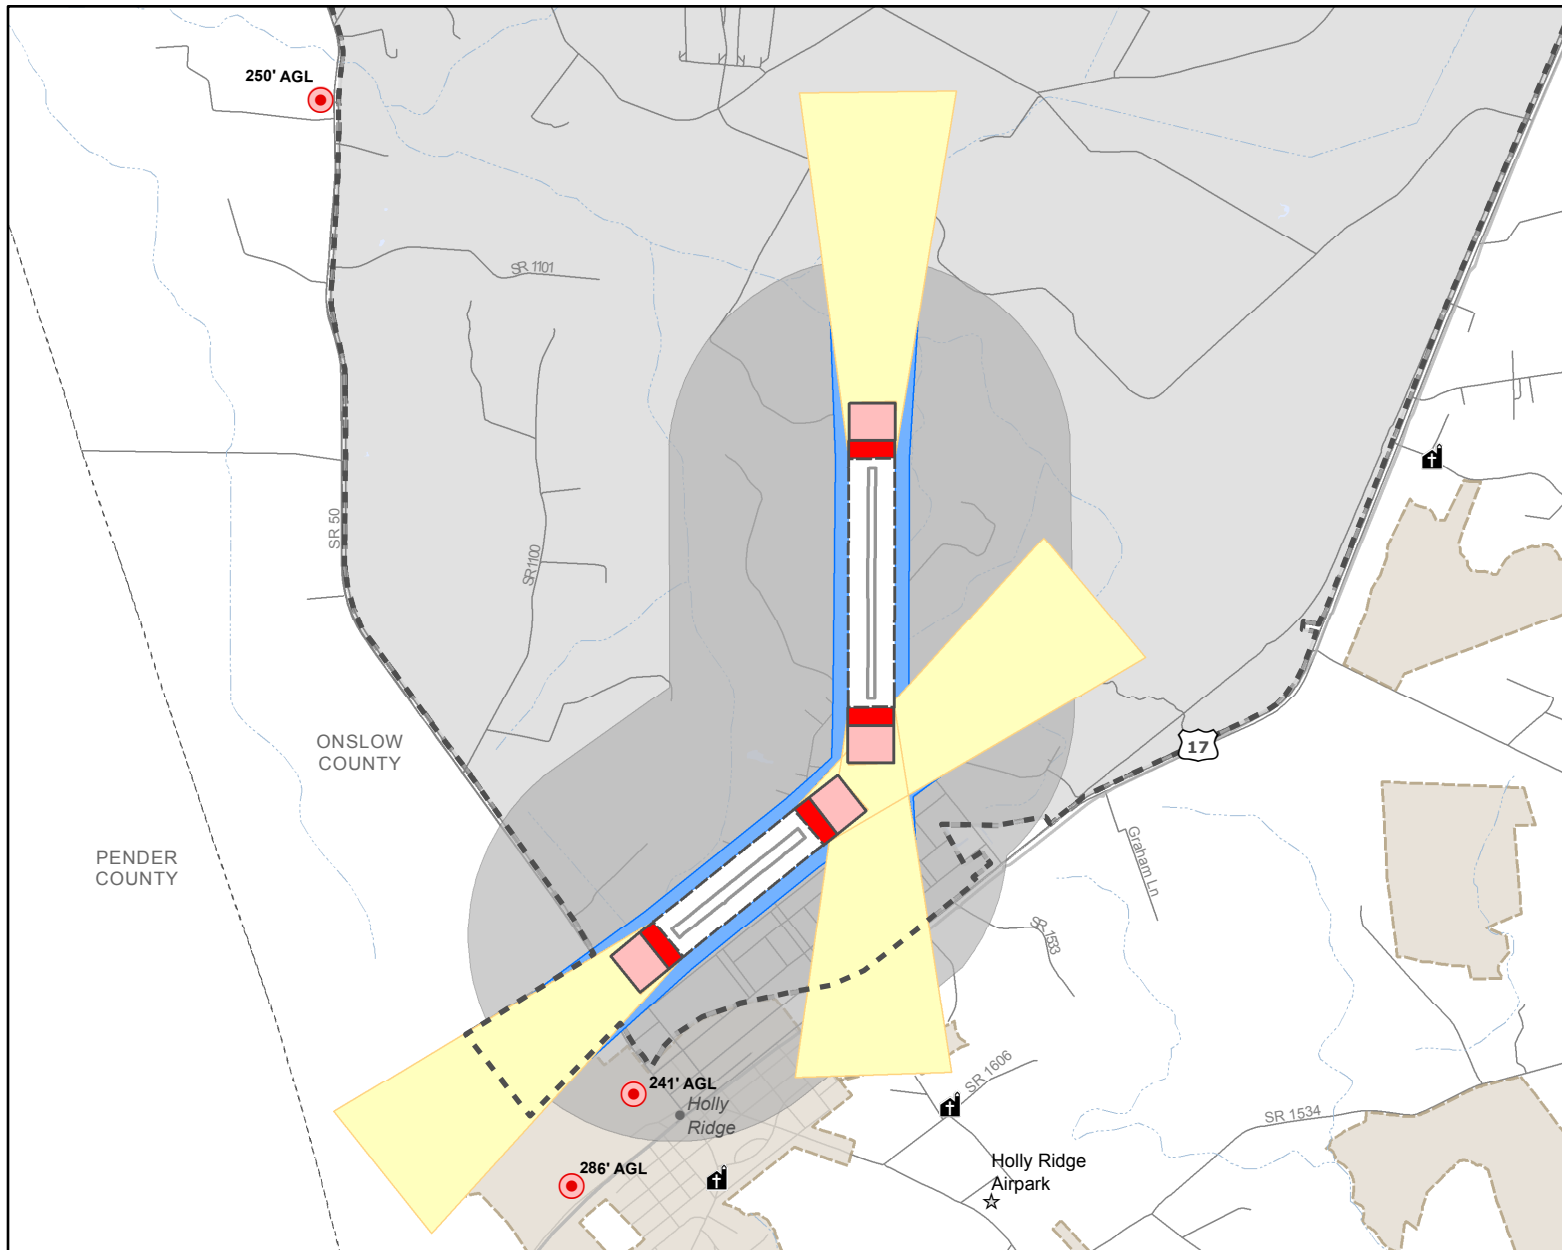 250' AGL
SR 1101
SR 50
SR1100
ONSLOW
COUNTY
17
PENDER
COUNTY
Graham Ln
SR 1533
241' AGL
Holly
Ridge
SR 1606
SR 1534
286' AGL
Holly Ridge
Airpark